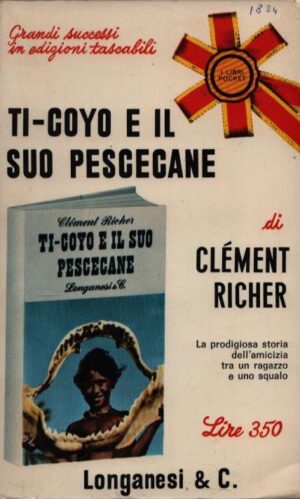 1824
Grandi successi
in edizioni tascabili
I LIBRI
POCKET
TI-COYO E IL
SUO PESCECANE
di
CLÉMENT
RICHER
Clément Richer
TI-COYO E IL SUO
PESCECANE
Longanesi & C.
La prodigiosa storia
dell'amicizia
tra un ragazzo
e uno squalo
Lire 350
Longanesi & C.